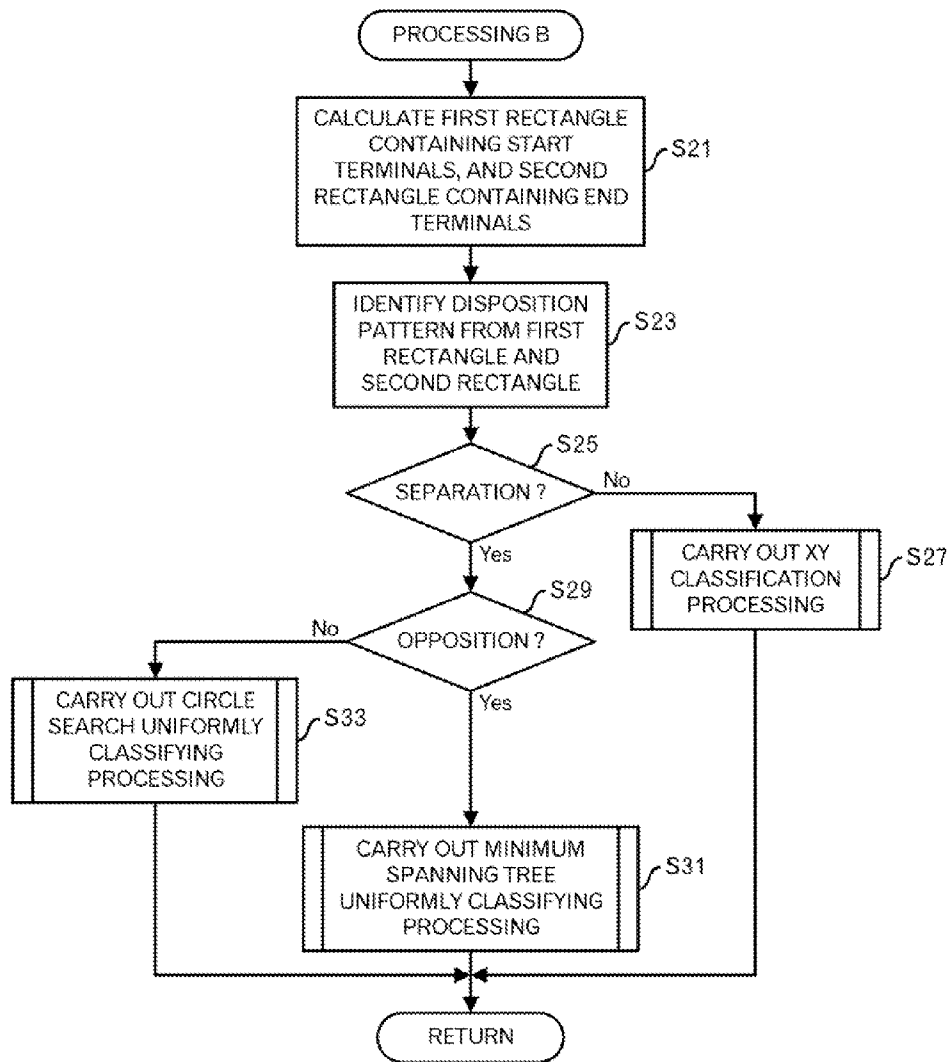 PROCESSING B
CALCULATE FIRST RECTANGLE
CONTAINING START
TERMINALS, AND SECOND
RECTANGLE CONTAINING END
TERMINALS
S21
IDENTIFY DISPOSITION
PATTERN FROM FIRST
RECTANGLE AND
SECOND RECTANGLE
S23
S25
SEPARATION ?
No
Yes
CARRY OUT XY
CLASSIFICATION
PROCESSING
S27
S29
OPPOSITION ?
No
Yes
CARRY OUT CIRCLE
SEARCH UNIFORMLY
CLASSIFYING
PROCESSING
S33
CARRY OUT MINIMUM
SPANNING TREE
UNIFORMLY CLASSIFYING
PROCESSING
S31
RETURN